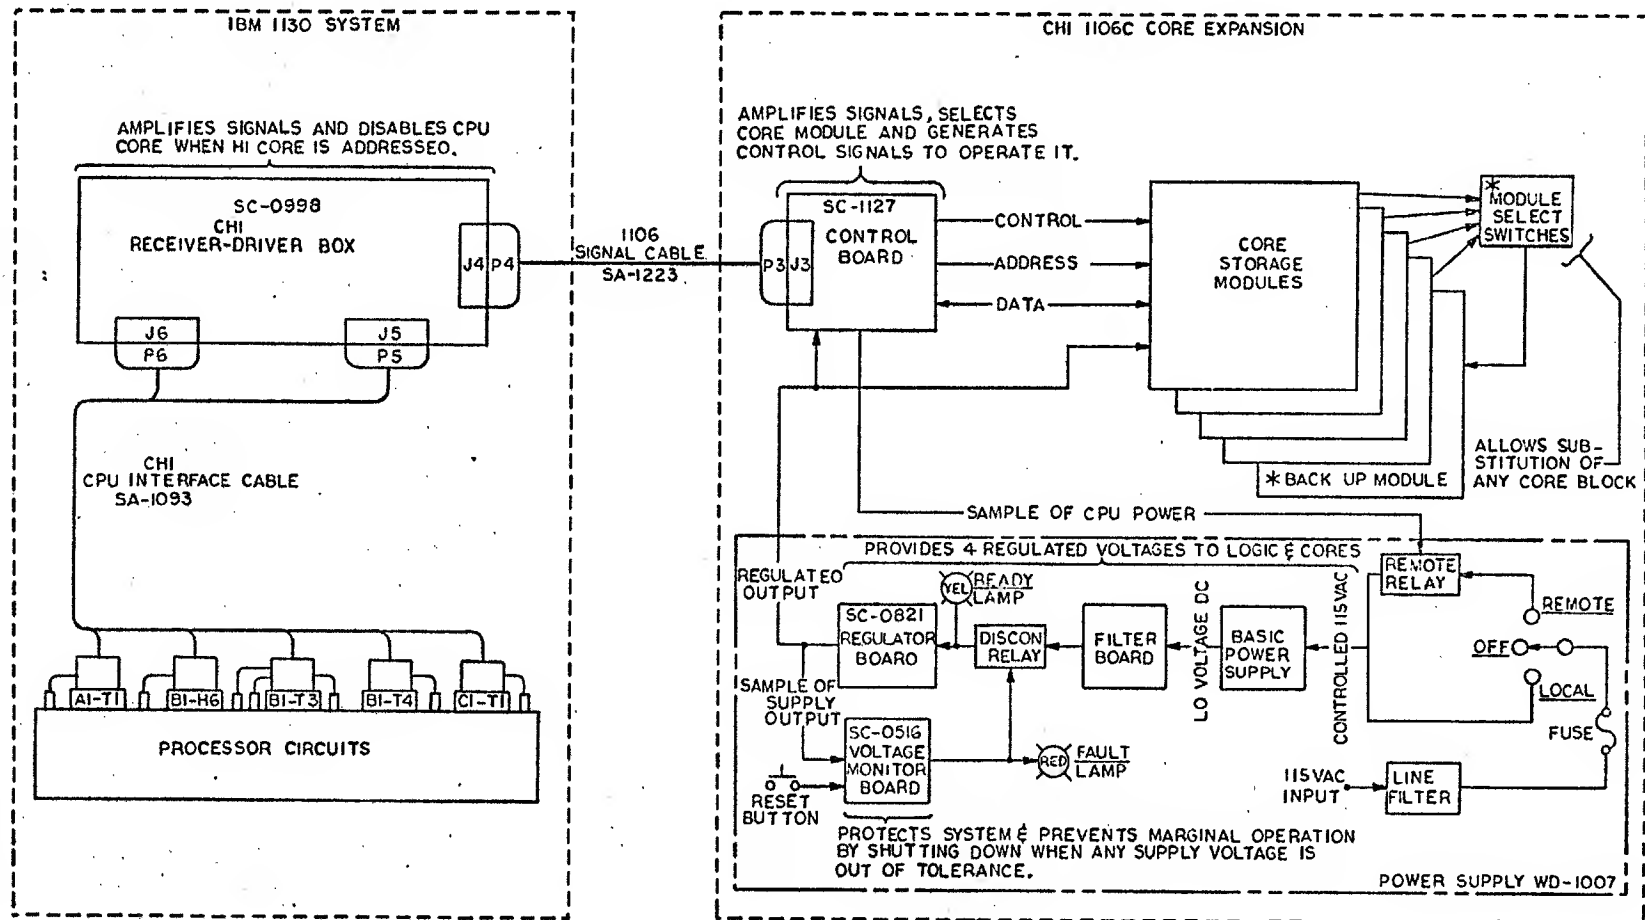 IBM 1130 SYSTEM
AMPLIFIES SIGNALS AND DISABLES CPU
CORE WHEN HI CORE IS ADDRESSEO.
SC-0998
CHI
RECEIVER-DRIVER BOX
J4 P4
J6
P6
J5
P5
CHI
CPU INTERFACE CABLE
SA-1093
A1-T1
B1-H6
B1-T3
B1-T4
C1-T1
PROCESSOR CIRCUITS
1106
SIGNAL CABLE
SA-1223
CHI 1106C CORE EXPANSION
AMPLIFIES SIGNALS, SELECTS
CORE MODULE AND GENERATES
CONTROL SIGNALS TO OPERATE IT.
P3 J3
SC-1127
CONTROL
BOARD
CONTROL
ADDRESS
DATA
CORE
STORAGE
MODULES
* MODULE
SELECT
SWITCHES
* BACK UP MODULE
ALLOWS SUB-
STITUTION OF
ANY CORE BLOCK
SAMPLE OF CPU POWER
PROVIDES 4 REGULATED VOLTAGES TO LOGIC & CORES
REGULATEO
OUTPUT
YEL
READY
LAMP
SC-0821
REGULATOR
BOARO
DISCON
RELAY
FILTER
BOARD
LO VOLTAGE DC
BASIC
POWER
SUPPLY
CONTROLLED 115VAC
REMOTE
RELAY
REMOTE
OFF
LOCAL
FUSE
SAMPLE OF
SUPPLY
OUTPUT
SC-0516
VOLTAGE
MONITOR
BOARD
RED
FAULT
LAMP
RESET
BUTTON
115VAC
INPUT
LINE
FILTER
PROTECTS SYSTEM & PREVENTS MARGINAL OPERATION
BY SHUTTING DOWN WHEN ANY SUPPLY VOLTAGE IS
OUT OF TOLERANCE.
POWER SUPPLY WD-1007